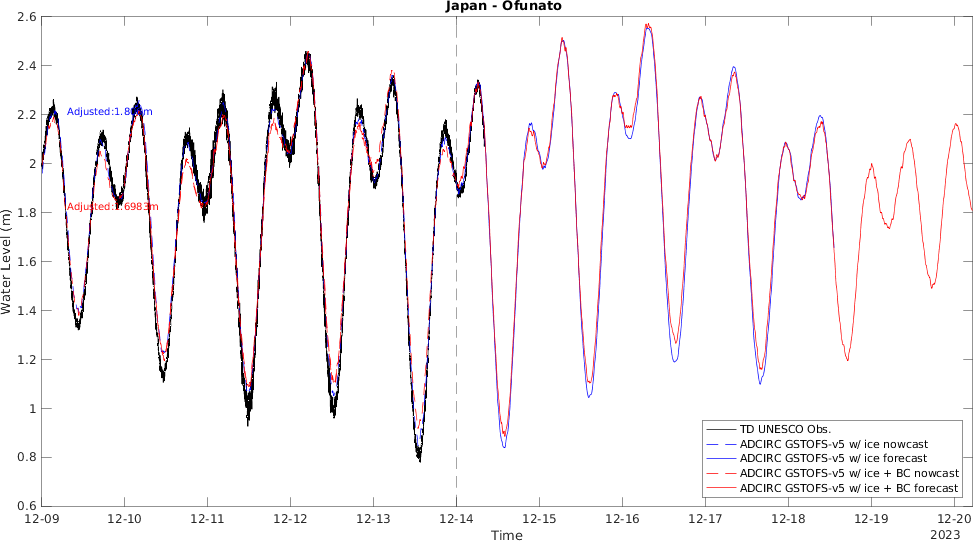 Japan - Ofunato
Water Level (m)
2.6
2.4
2.2
2
1.8
1.6
1.4
1.2
1
0.8
0.6
Adjusted:
Adjusted:1.6983m
TD UNESCO Obs.
ADCIRC GSTOFS-v5 w/ ice nowcast
ADCIRC GSTOFS-v5 w/ ice forecast
ADCIRC GSTOFS-v5 w/ ice + BC nowcast
ADCIRC GSTOFS-v5 w/ ice + BC forecast
12-09 12-10 12-11 12-12 12-13 12-14 12-15 12-16 12-17 12-18 12-19 12-20
2023
Time